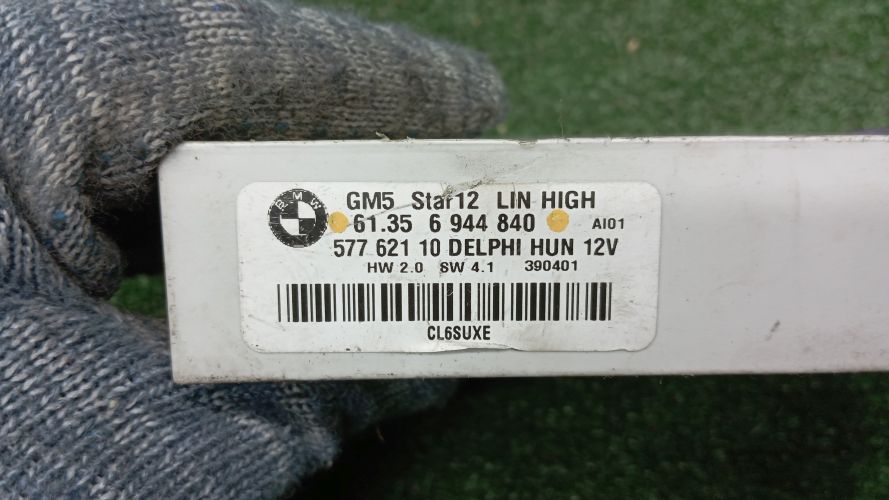 BMW
GM5 Star12 LIN HIGH
61.35 6 944 840 AI01
577 621 10 DELPHI HUN 12V
HW 2.0 SW 4.1 390401
CL6SUXE